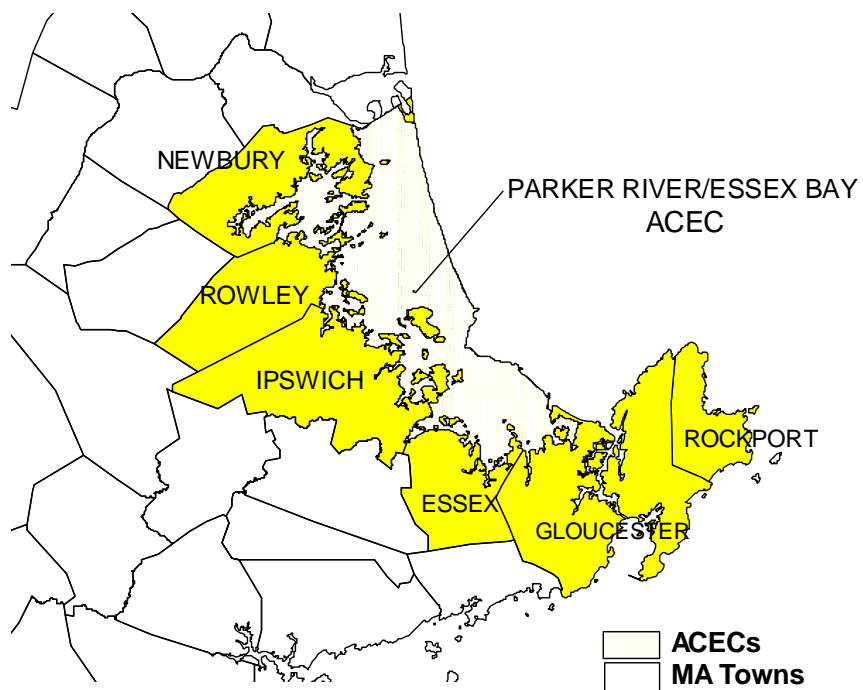 NEWBURY
PARKER RIVER/ESSEX BAY
ACEC
ROWLEY
IPSWICH
ROCKPORT
ESSEX
GLOUCESTER
ACECs
MA Towns